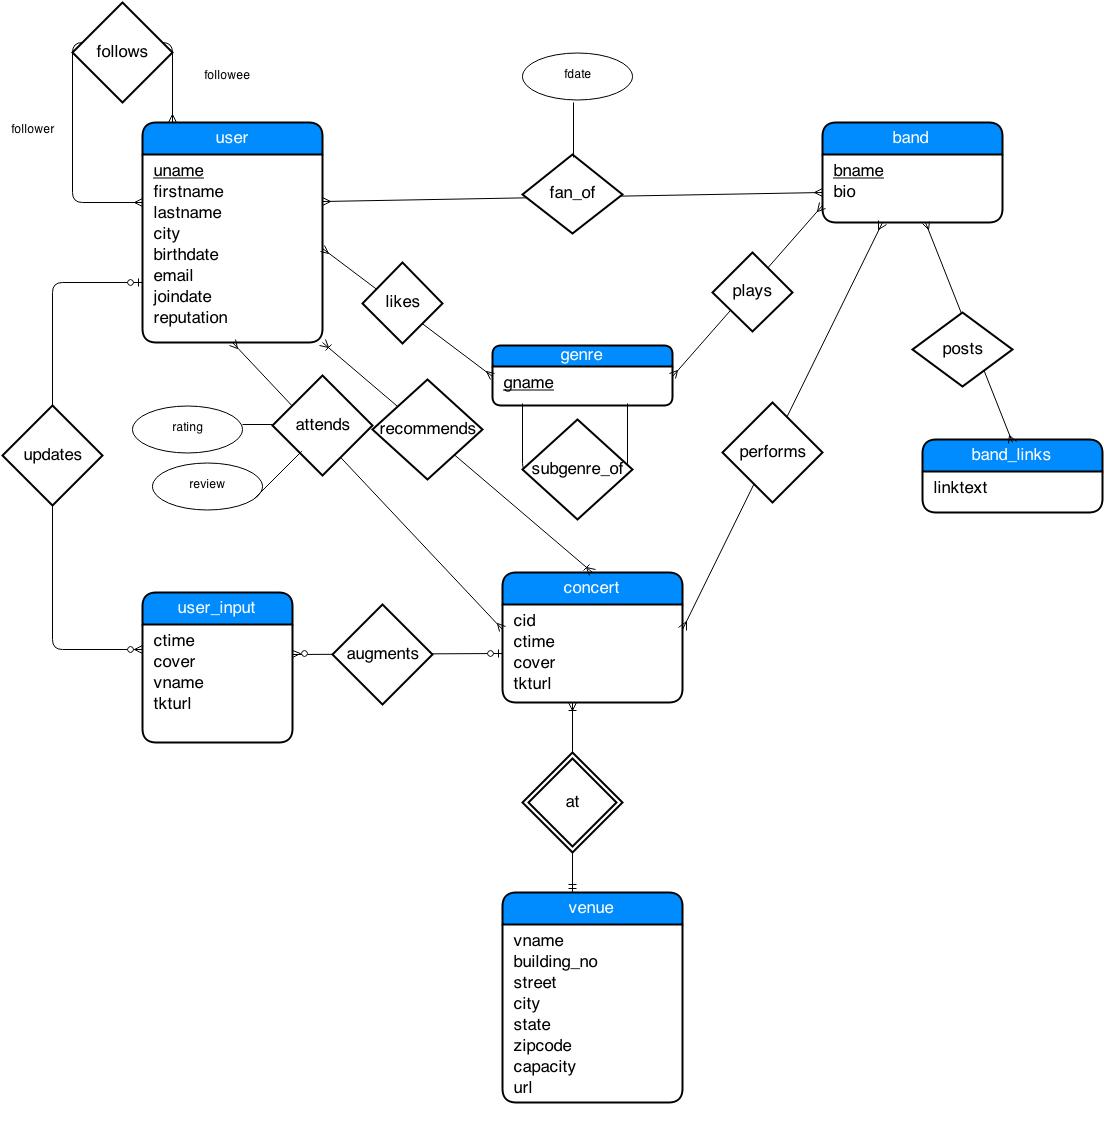 follows
followee
fdate
follower
user
band
uname
firstname
lastname
city
birthdate
email
joindate
reputation
fan_of
bname
bio
likes
plays
genre
gname
posts
rating
attends
recommends
subgenre_of
performs
updates
review
band_links
linktext
concert
cid
ctime
cover
tkturl
user_input
ctime
cover
vname
tkturl
augments
at
venue
vname
building_no
street
city
state
zipcode
capacity
url